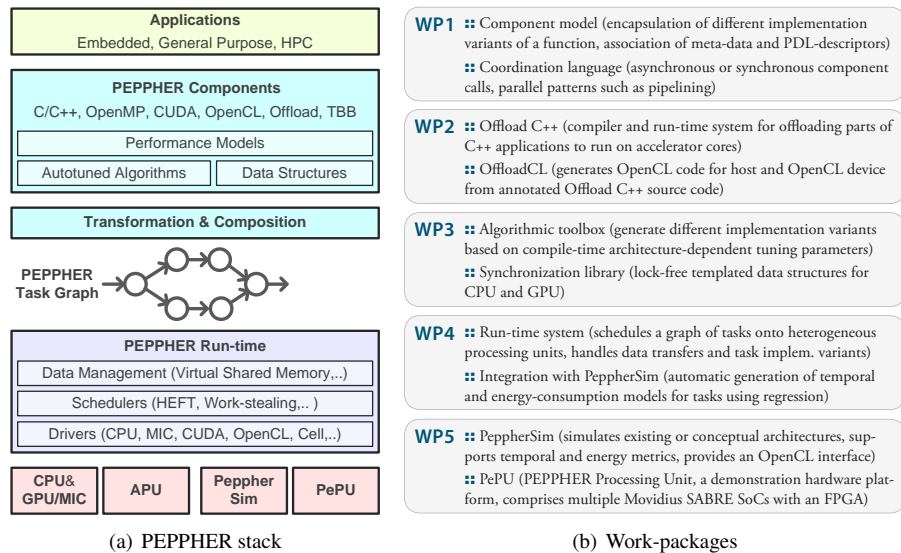 Applications
Embedded, General Purpose, HPC
PEPPHER Components
C/C++, OpenMP, CUDA, OpenCL, Offload, TBB
Performance Models
Autotuned Algorithms
Data Structures
Transformation & Composition
PEPPHER
Task Graph
PEPPHER Run-time
Data Management (Virtual Shared Memory,..)
Schedulers (HEFT, Work-stealing,.. )
Drivers (CPU, MIC, CUDA, OpenCL, Cell,..)
CPU&
GPU/MIC
APU
Peppher
Sim
PePU
(a) PEPPHER stack
WP1 :: Component model (encapsulation of different implementation
variants of a function, association of meta-data and PDL-descriptors)
:: Coordination language (asynchronous or synchronous component
calls, parallel patterns such as pipelining)
WP2 :: Offload C++ (compiler and run-time system for offloading parts of
C++ applications to run on accelerator cores)
:: OffloadCL (generates OpenCL code for host and OpenCL device
from annotated Offload C++ source code)
WP3 :: Algorithmic toolbox (generate different implementation variants
based on compile-time architecture-dependent tuning parameters)
:: Synchronization library (lock-free templated data structures for
CPU and GPU)
WP4 :: Run-time system (schedules a graph of tasks onto heterogeneous
processing units, handles data transfers and task implem. variants)
:: Integration with PeppherSim (automatic generation of temporal
and energy-consumption models for tasks using regression)
WP5 :: PeppherSim (simulates existing or conceptual architectures, sup-
ports temporal and energy metrics, provides an OpenCL interface)
:: PePU (PEPPHER Processing Unit, a demonstration hardware plat-
form, comprises multiple Movidius SABRE SoCs with an FPGA)
(b) Work-packages